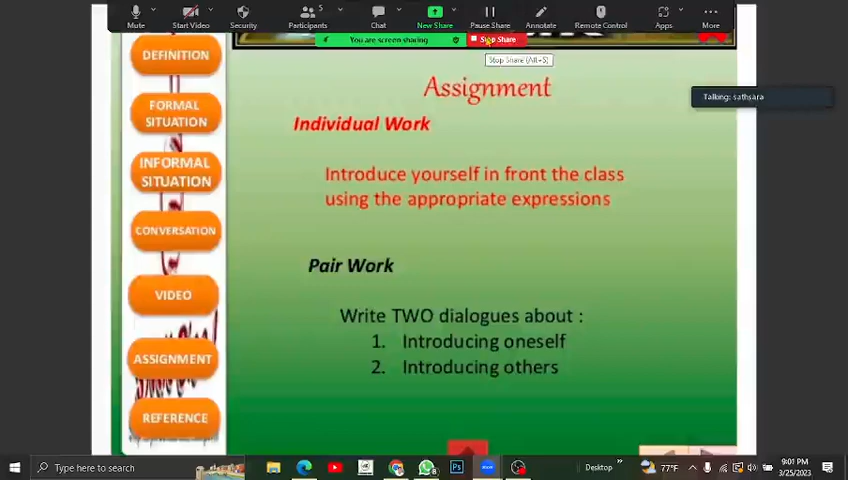 Mute
Start Video
Security
Participants
5
Chat
New Share
Pause Share
Annotate
Remote Control
Apps
More
You are screen sharing
Stop Share
Stop Share (Alt+S)
Talking: sathsara
DEFINITION
FORMAL
SITUATION
INFORMAL
SITUATION
CONVERSATION
VIDEO
ASSIGNMENT
REFERENCE
Assignment
Individual Work
Introduce yourself in front the class
using the appropriate expressions
Pair Work
Write TWO dialogues about :
1. Introducing oneself
2. Introducing others
Type here to search
Desktop
77°F
9:01 PM
3/25/2023